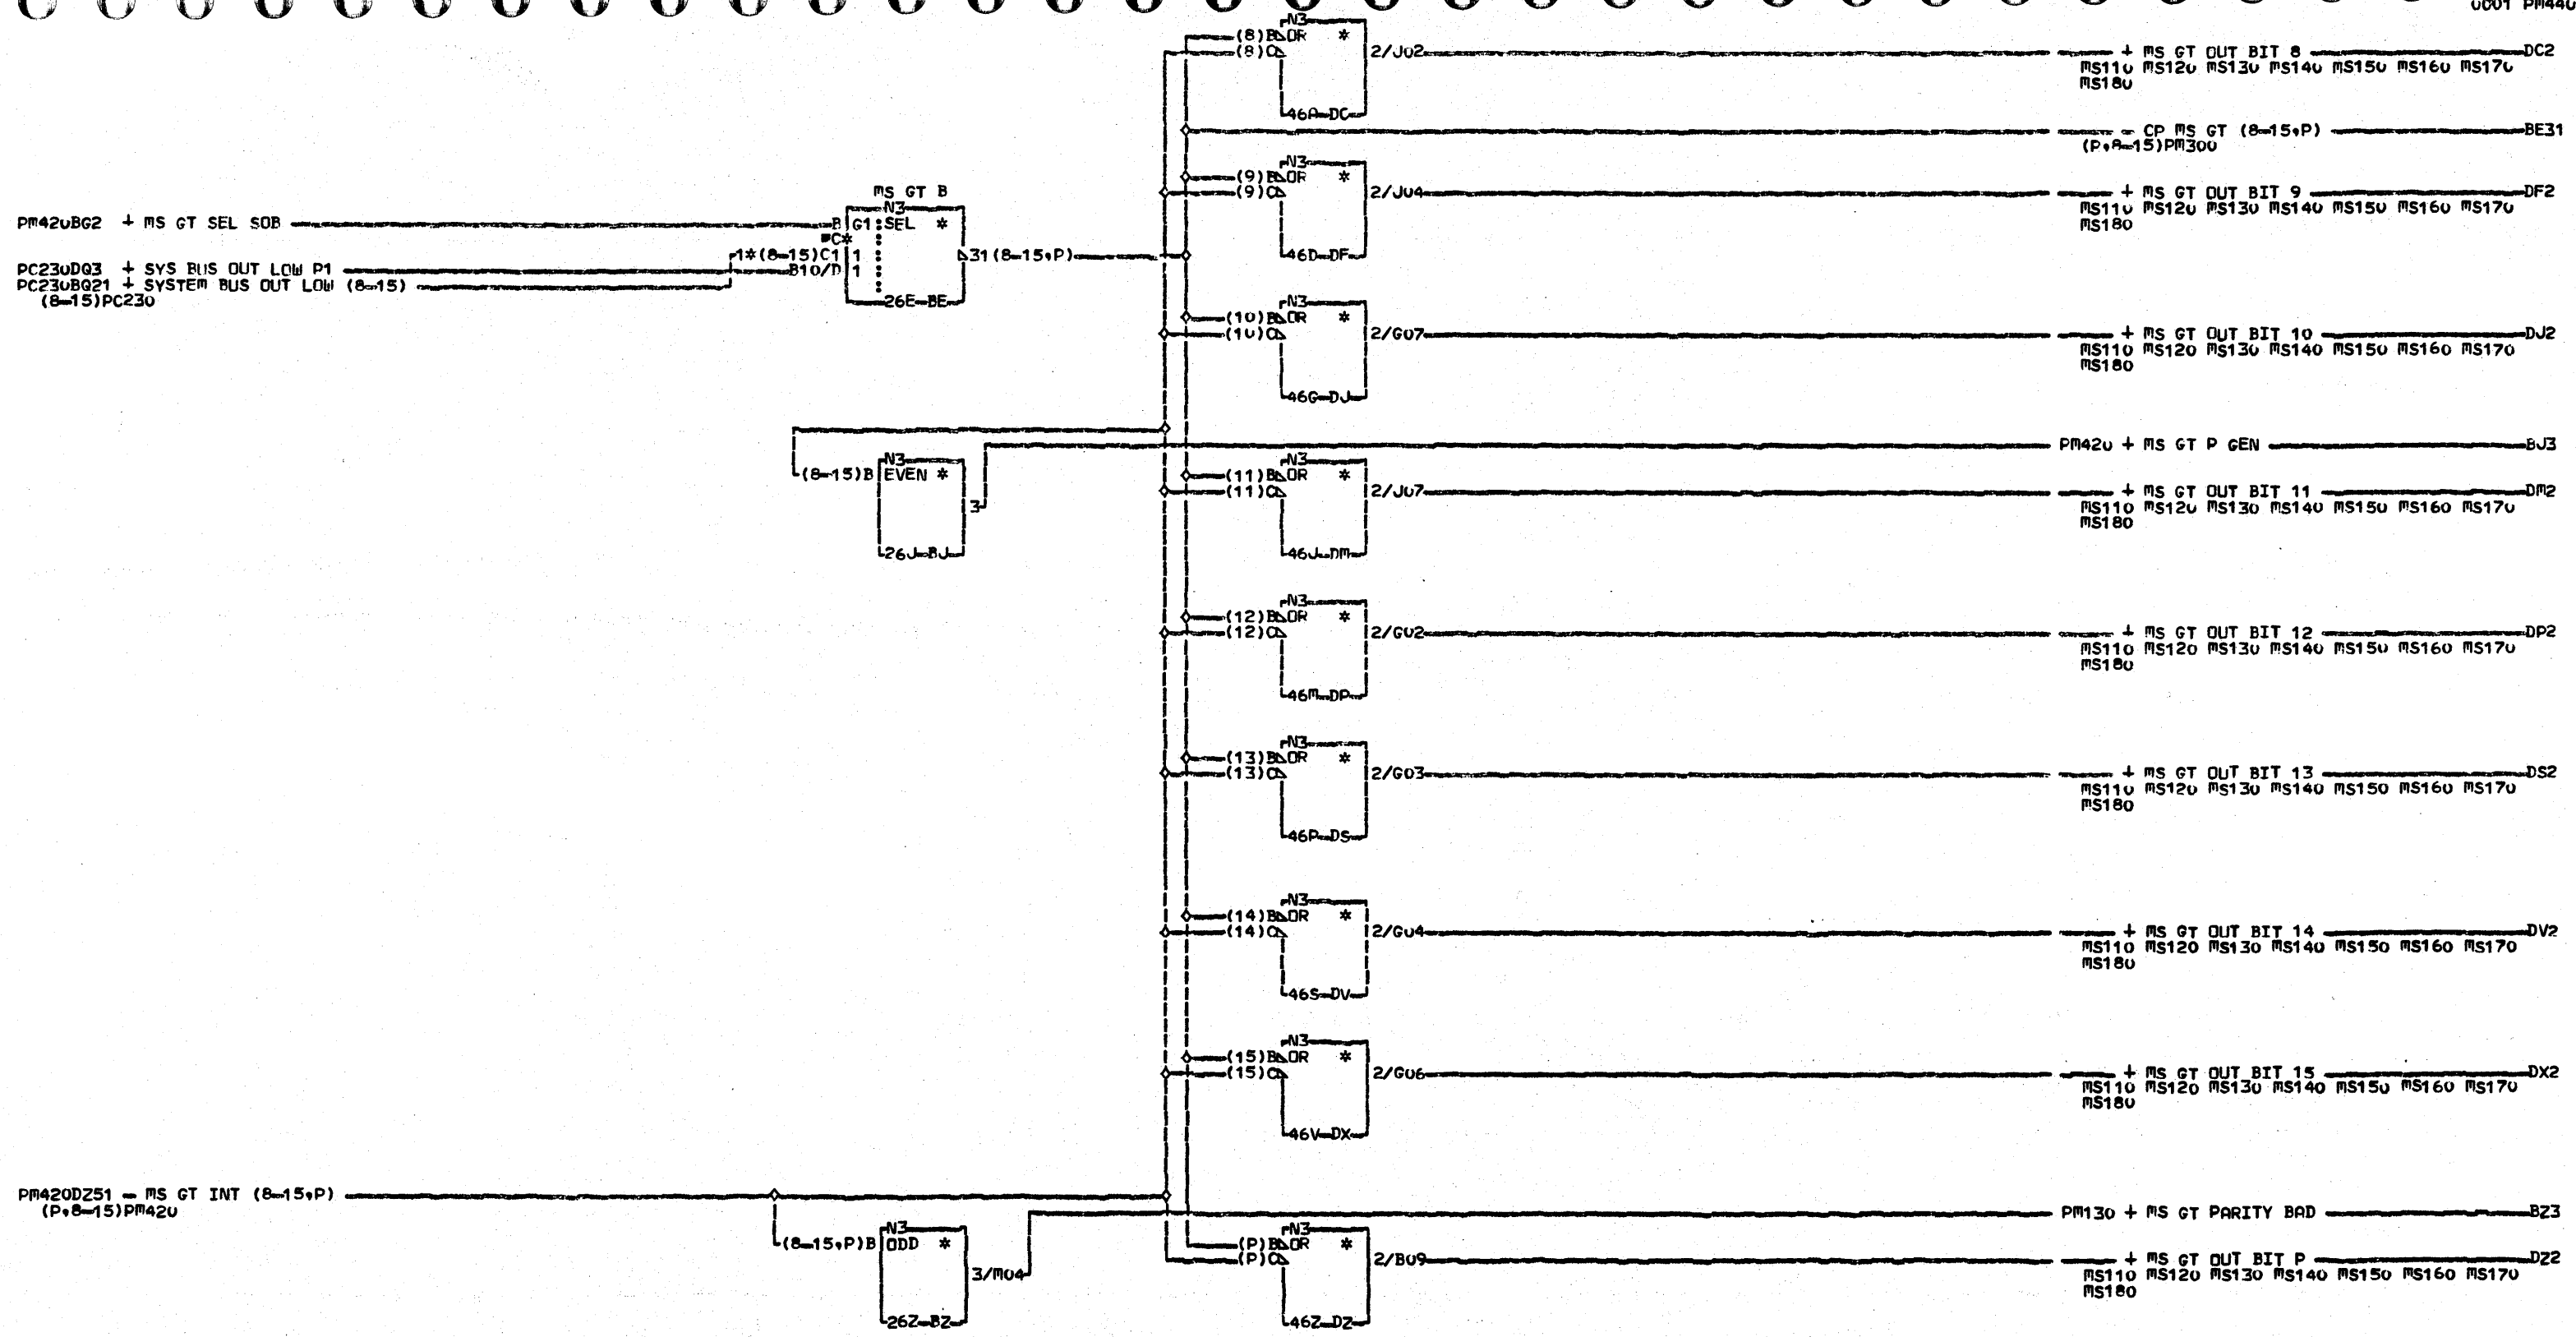 0C01 PM440
N3
(8)B OR *
(8)C 2/J02 + MS GT OUT BIT 8 DC2
MS110 MS120 MS130 MS140 MS150 MS160 MS170
MS180
46A DC
- CP MS GT (8-15,P) BE31
(P,8-15)PM300
N3
(9)B OR *
(9)C 2/J04 + MS GT OUT BIT 9 DF2
MS110 MS120 MS130 MS140 MS150 MS160 MS170
MS180
46D DF
MS GT B
N3
PM420BG2 + MS GT SEL SOB B G1 SEL *
C*
1*(8-15)C1 1 31(8-15,P)
PC230DQ3 + SYS BUS OUT LOW P1 B10/D 1
PC230BQ21 + SYSTEM BUS OUT LOW (8-15)
(8-15)PC230
26E BE
N3
(10)B OR *
(10)C 2/G07 + MS GT OUT BIT 10 DJ2
MS110 MS120 MS130 MS140 MS150 MS160 MS170
MS180
46G DJ
PM420 + MS GT P GEN BJ3
N3
(8-15)B EVEN *
3
26J BJ
N3
(11)B OR *
(11)C 2/J07 + MS GT OUT BIT 11 DM2
MS110 MS120 MS130 MS140 MS150 MS160 MS170
MS180
46J DM
N3
(12)B OR *
(12)C 2/G02 + MS GT OUT BIT 12 DP2
MS110 MS120 MS130 MS140 MS150 MS160 MS170
MS180
46M DP
N3
(13)B OR *
(13)C 2/G03 + MS GT OUT BIT 13 DS2
MS110 MS120 MS130 MS140 MS150 MS160 MS170
MS180
46P DS
N3
(14)B OR *
(14)C 2/G04 + MS GT OUT BIT 14 DV2
MS110 MS120 MS130 MS140 MS150 MS160 MS170
MS180
46S DV
N3
(15)B OR *
(15)C 2/G06 + MS GT OUT BIT 15 DX2
MS110 MS120 MS130 MS140 MS150 MS160 MS170
MS180
46V DX
PM420DZ51 - MS GT INT (8-15,P)
(P,8-15)PM420
PM130 + MS GT PARITY BAD BZ3
N3
(8-15,P)B ODD *
3/M04
26Z BZ
N3
(P)B OR *
(P)C 2/B09 + MS GT OUT BIT P DZ2
MS110 MS120 MS130 MS140 MS150 MS160 MS170
MS180
46Z DZ